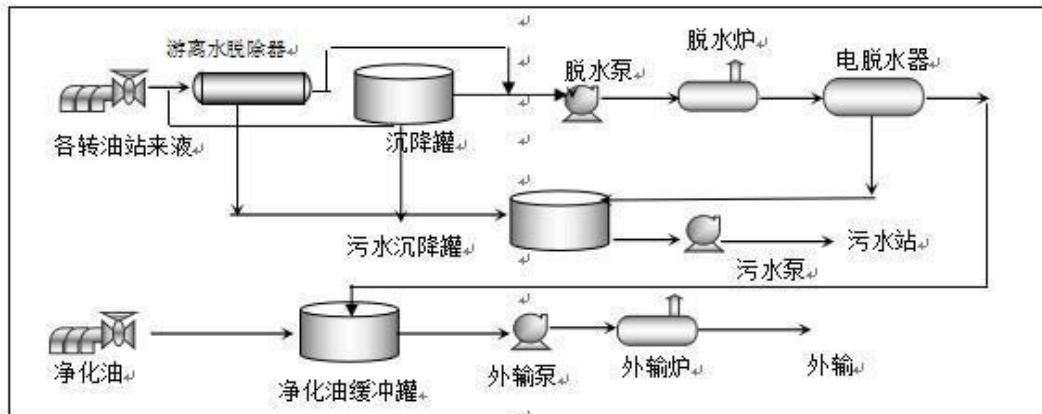 游离水脱除器
脱水炉
脱水泵
电脱水器
各转油站来液
沉降罐
污水沉降罐
污水泵
污水站
净化油
净化油缓冲罐
外输泵
外输炉
外输